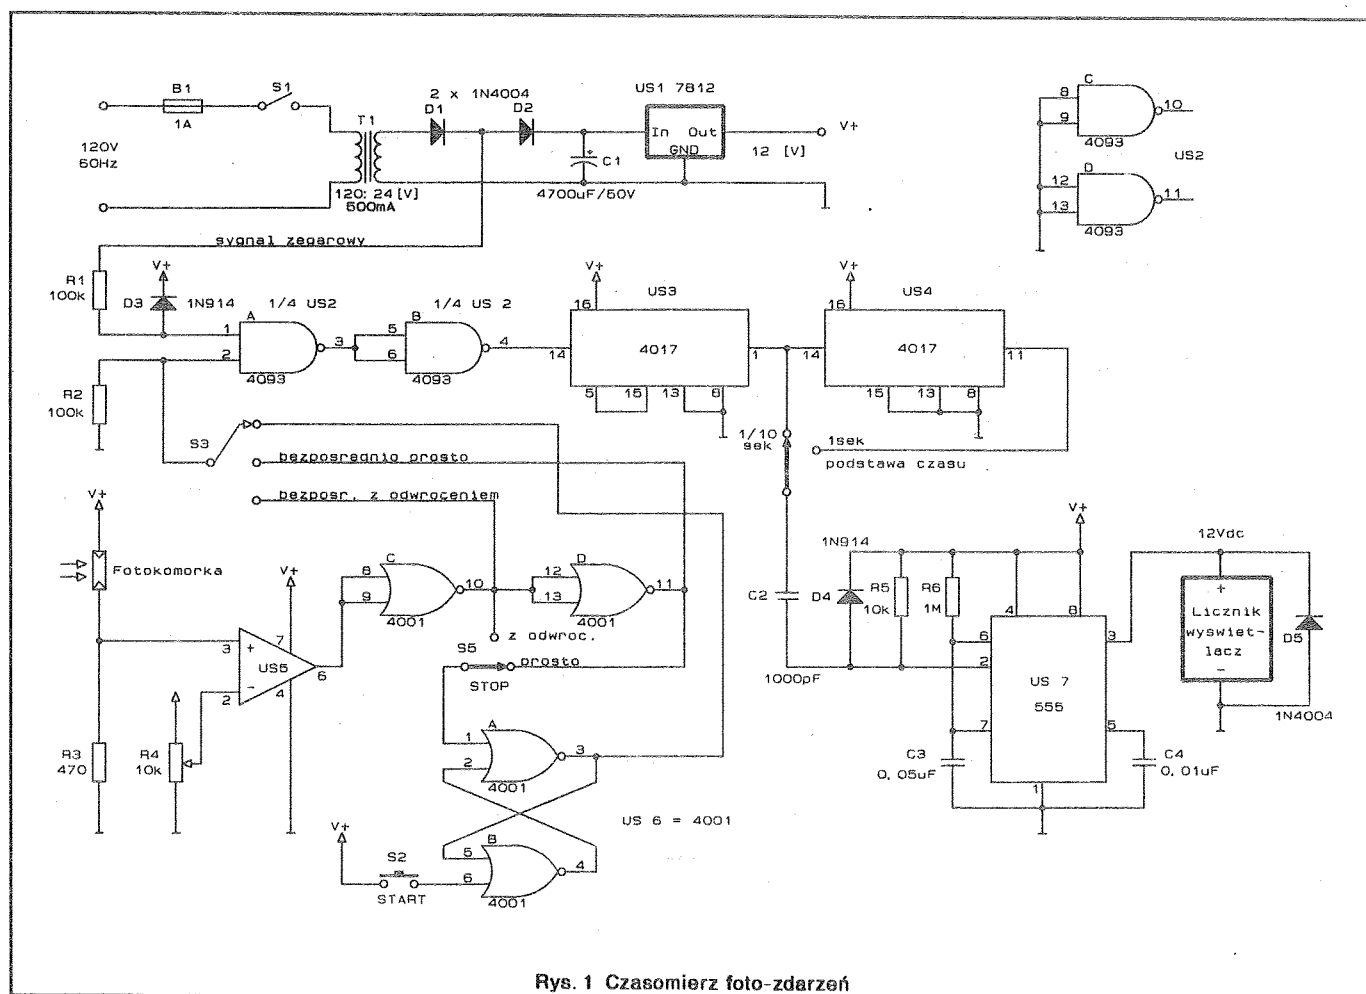 B1
1A
S1
120V
60Hz
T1
120: 24 [V]
500mA
2 x 1N4004
D1
D2
C1
+
4700uF/50V
US1 7812
In Out
GND
V+
12 [V]
C
8
9
10
4093
US2
D
12
13
11
4093
sygnal zegarowy
R1
100k
V+
D3
1N914
1/4 US2
A
1
2
3
4093
1/4 US 2
B
5
6
4
4093
R2
100k
US3
V+
16
14
4017
1
5
15
13
8
US4
V+
16
14
4017
11
15
13
8
S3
bezposrednio prosto
bezposr. z odwroceniem
1/10
sek
1sek
podstawa czasu
V+
Fotokomorka
V+
C
8
9
10
4001
D
12
13
11
4001
z odwroc.
S5
prosto
STOP
3
+
7
US5
6
-
2
4
R3
470
R4
10k
A
1
2
3
4001
US 6 = 4001
B
5
6
4
4001
V+
S2
START
C2
1000pF
1N914
D4
R5
10k
R6
1M
V+
4
8
6
2
7
3
5
1
US 7
555
C3
0,05uF
C4
0,01uF
12Vdc
+
Licznik
wyswiet-
lacz
-
D5
1N4004
Rys. 1 Czasomierz foto-zdarzeń